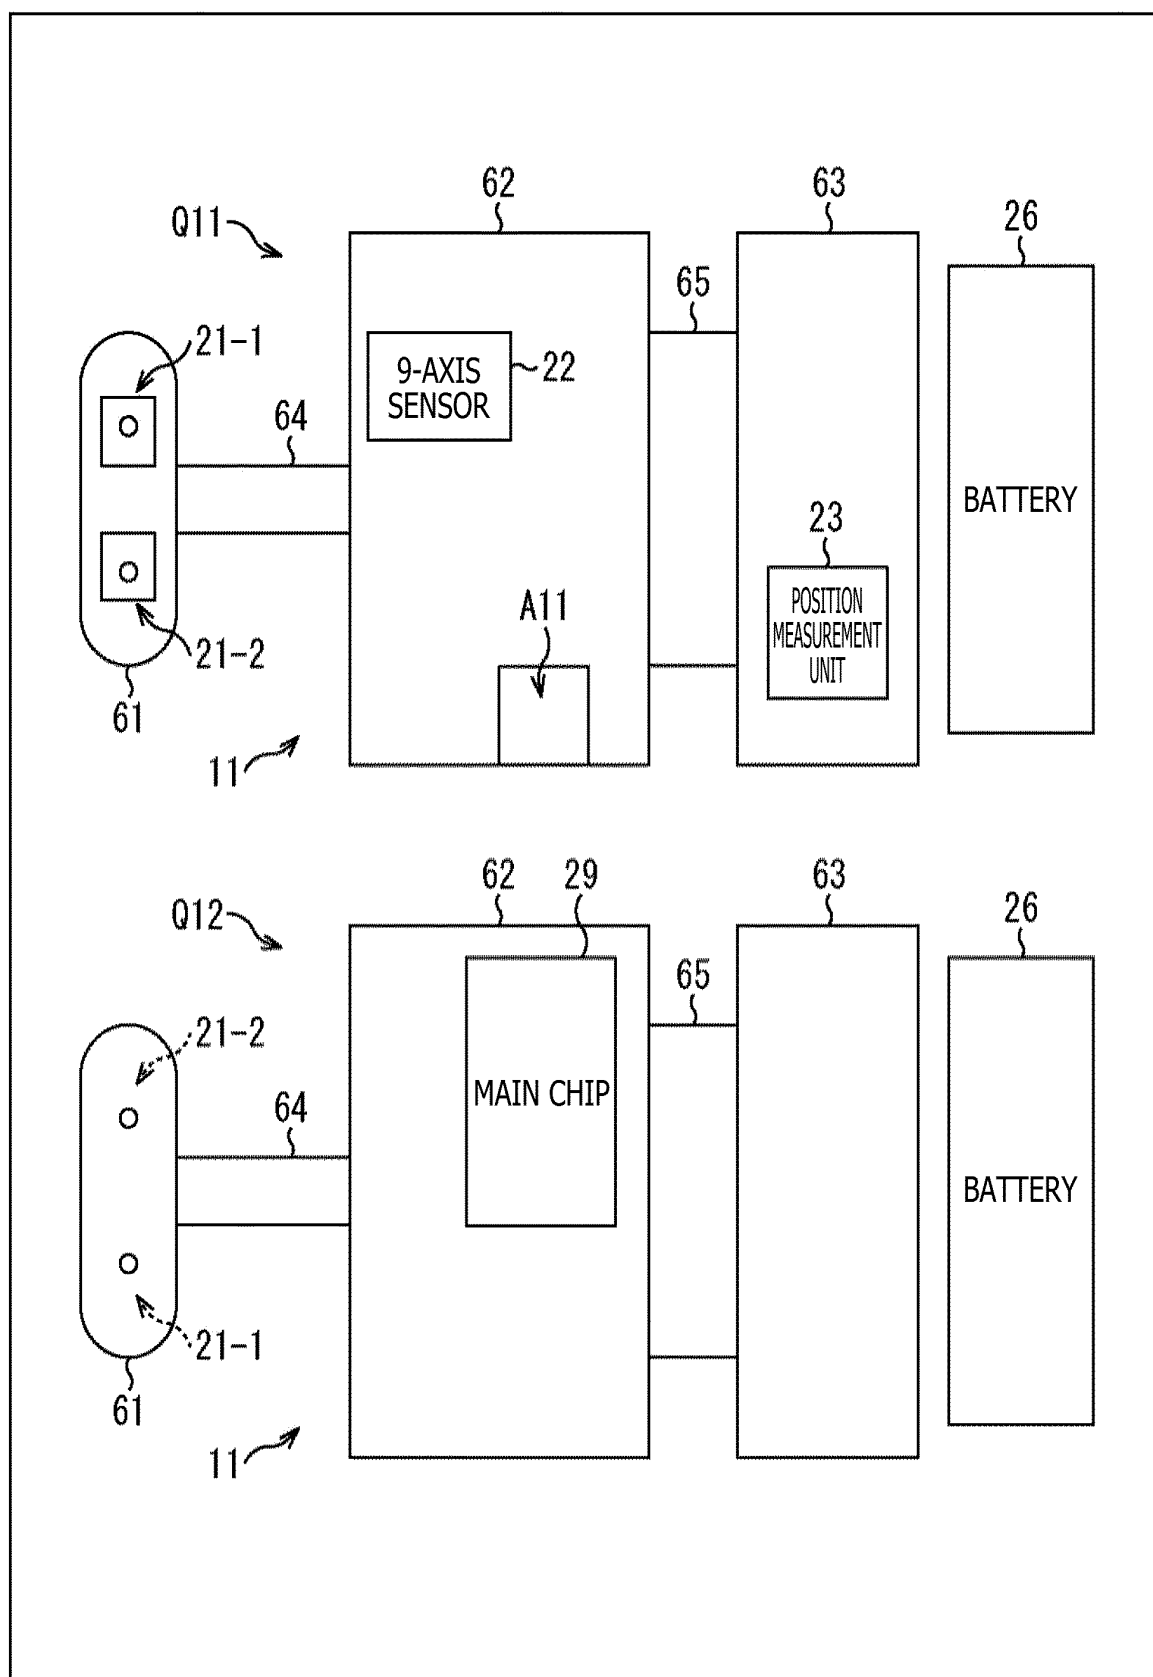 62
63
Q11
26
65
21-1
9-AXIS
SENSOR
22
64
BATTERY
23
A11
POSITION
MEASUREMENT
UNIT
21-2
61
11
62
29
63
Q12
26
65
21-2
MAIN CHIP
64
BATTERY
21-1
61
11